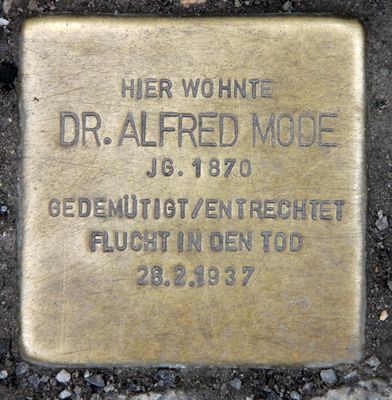 HIER WOHNTE
DR. ALFRED MODE
JG. 1870
GEDEMÜTIGT/ENTRECHTET
FLUCHT IN DEN TOD
28.2.1937